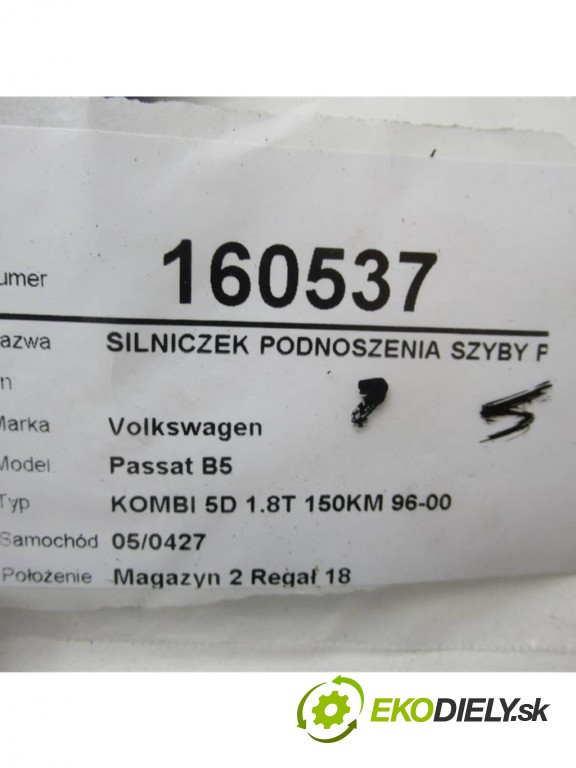 umer 160537
azwa SILNICZEK PODNOSZENIA SZYBY P
n
Marka Volkswagen
Model Passat B5
Typ KOMBI 5D 1.8T 150KM 96-00
Samochód 05/0427
Położenie Magazyn 2 Regał 18
EKODIELY.sk